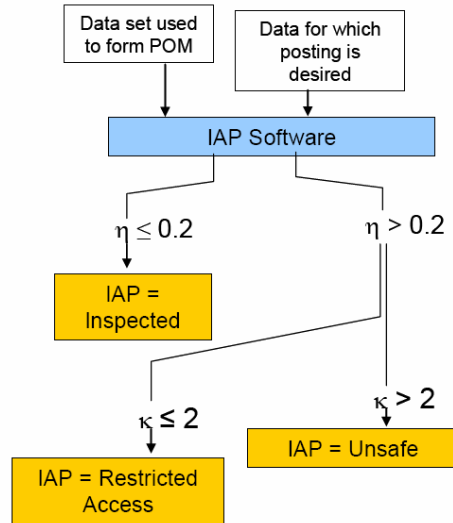 Data set used
to form POM
Data for which
posting is
desired
IAP Software
η ≤ 0.2
η > 0.2
IAP =
Inspected
κ ≤ 2
κ > 2
IAP = Unsafe
IAP = Restricted
Access